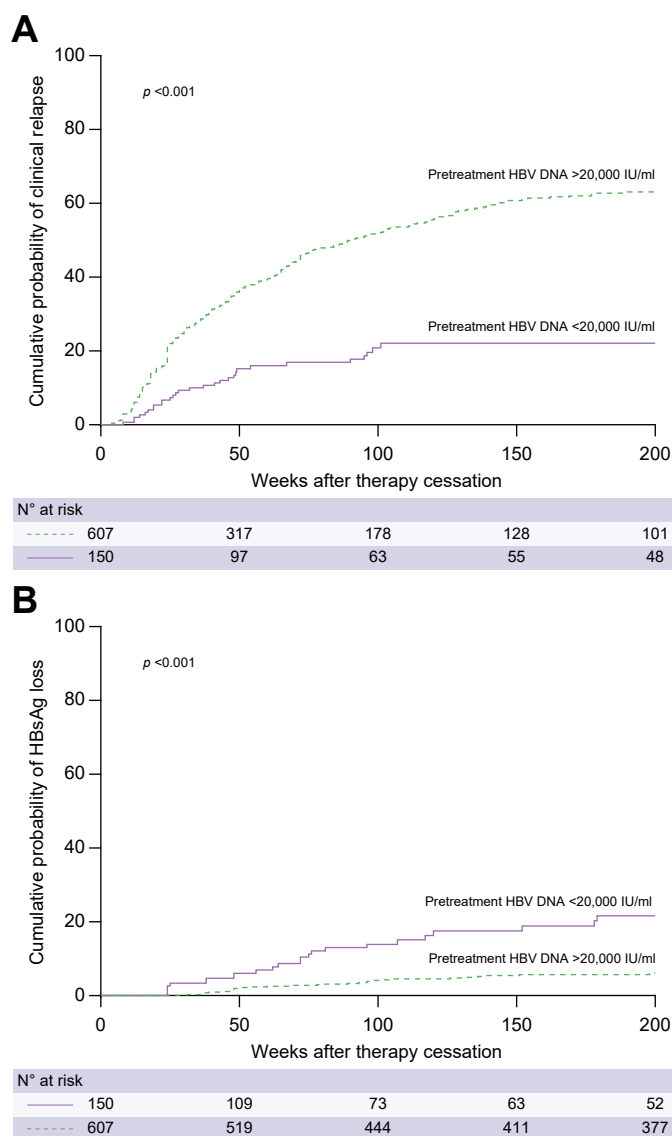 A
100
80
60
40
20
0
Cumulative probability of clinical relapse
p <0.001
Pretreatment HBV DNA >20,000 IU/ml
Pretreatment HBV DNA <20,000 IU/ml
0 50 100 150 200
Weeks after therapy cessation
N° at risk
607 317 178 128 101
150 97 63 55 48
B
100
80
60
40
20
0
Cumulative probability of HBsAg loss
p <0.001
Pretreatment HBV DNA <20,000 IU/ml
Pretreatment HBV DNA >20,000 IU/ml
0 50 100 150 200
Weeks after therapy cessation
N° at risk
150 109 73 63 52
607 519 444 411 377